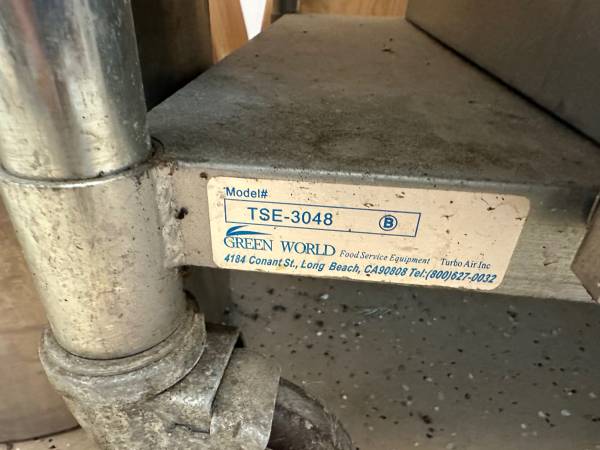 Model#
TSE-3048 B
GREEN WORLD Food Service Equipment Turbo Air Inc
4184 Conant St., Long Beach, CA90808 Tel:(800)627-0032